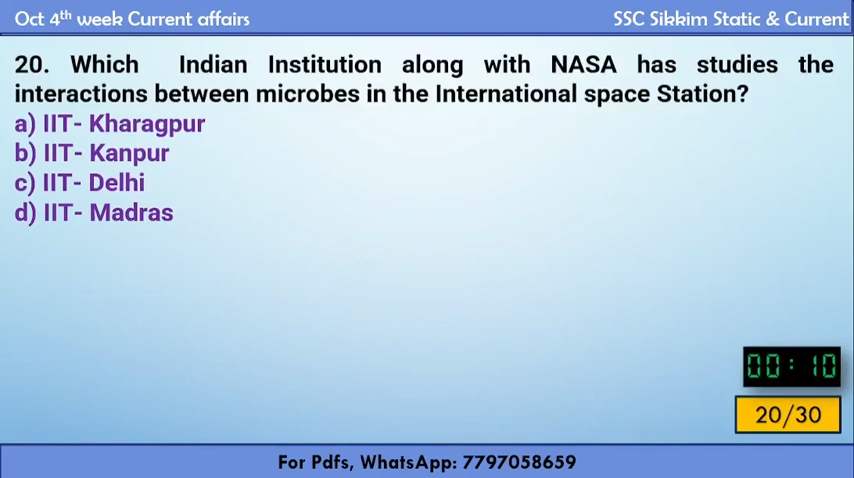 Oct 4th week Current affairs
SSC Sikkim Static & Current
20. Which Indian Institution along with NASA has studies the
interactions between microbes in the International space Station?
a) IIT- Kharagpur
b) IIT- Kanpur
c) IIT- Delhi
d) IIT- Madras
00:10
20/30
For Pdfs, WhatsApp: 7797058659